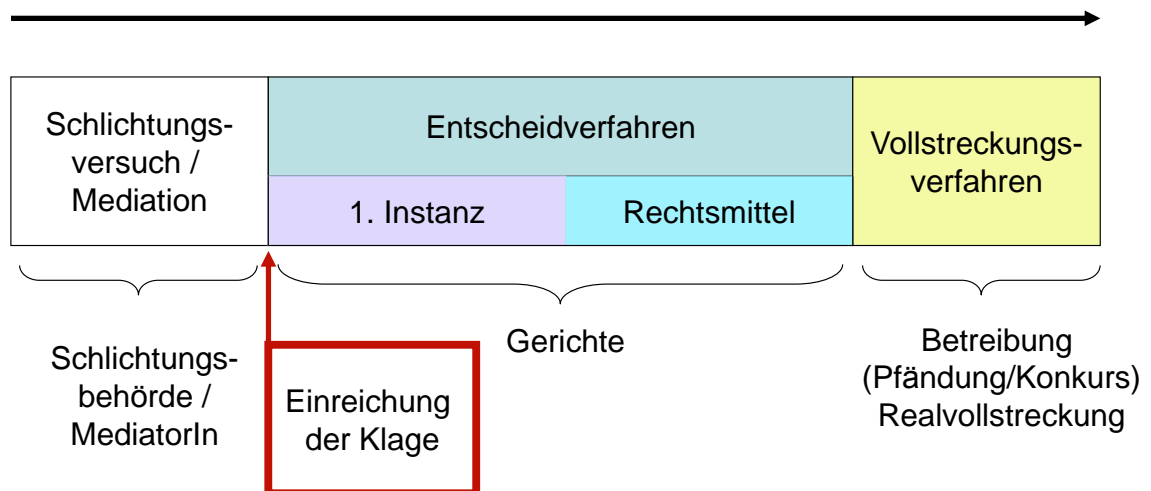 Schlichtungs-
versuch /
Mediation
Entscheidverfahren
1. Instanz
Rechtsmittel
Vollstreckungs-
verfahren
Schlichtungs-
behörde /
MediatorIn
Einreichung
der Klage
Gerichte
Betreibung
(Pfändung/Konkurs)
Realvollstreckung